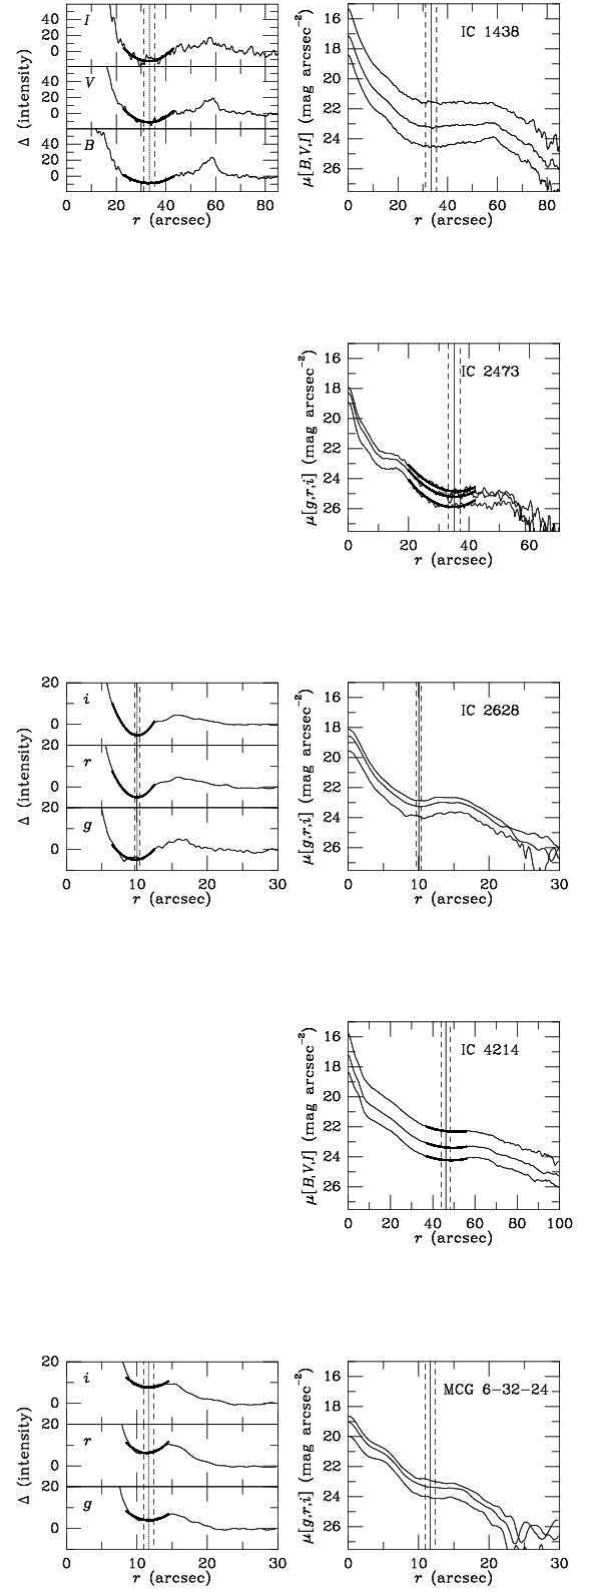 I
V
B
Δ (intensity)
40
20
0
40
20
0
40
20
0
0 20 40 60 80
r (arcsec)
IC 1438
μ[B,V,I] (mag arcsec⁻²)
16
18
20
22
24
26
0 20 40 60 80
r (arcsec)
IC 2473
μ[g,r,i] (mag arcsec⁻²)
16
18
20
22
24
26
0 20 40 60
r (arcsec)
i
r
g
Δ (intensity)
20
0
20
0
20
0
0 10 20 30
r (arcsec)
IC 2628
μ[g,r,i] (mag arcsec⁻²)
16
18
20
22
24
26
0 10 20 30
r (arcsec)
IC 4214
μ[B,V,I] (mag arcsec⁻²)
16
18
20
22
24
26
0 20 40 60 80 100
r (arcsec)
i
r
g
Δ (intensity)
20
0
20
0
20
0
0 10 20 30
r (arcsec)
MCG 6-32-24
μ[g,r,i] (mag arcsec⁻²)
16
18
20
22
24
26
0 10 20 30
r (arcsec)